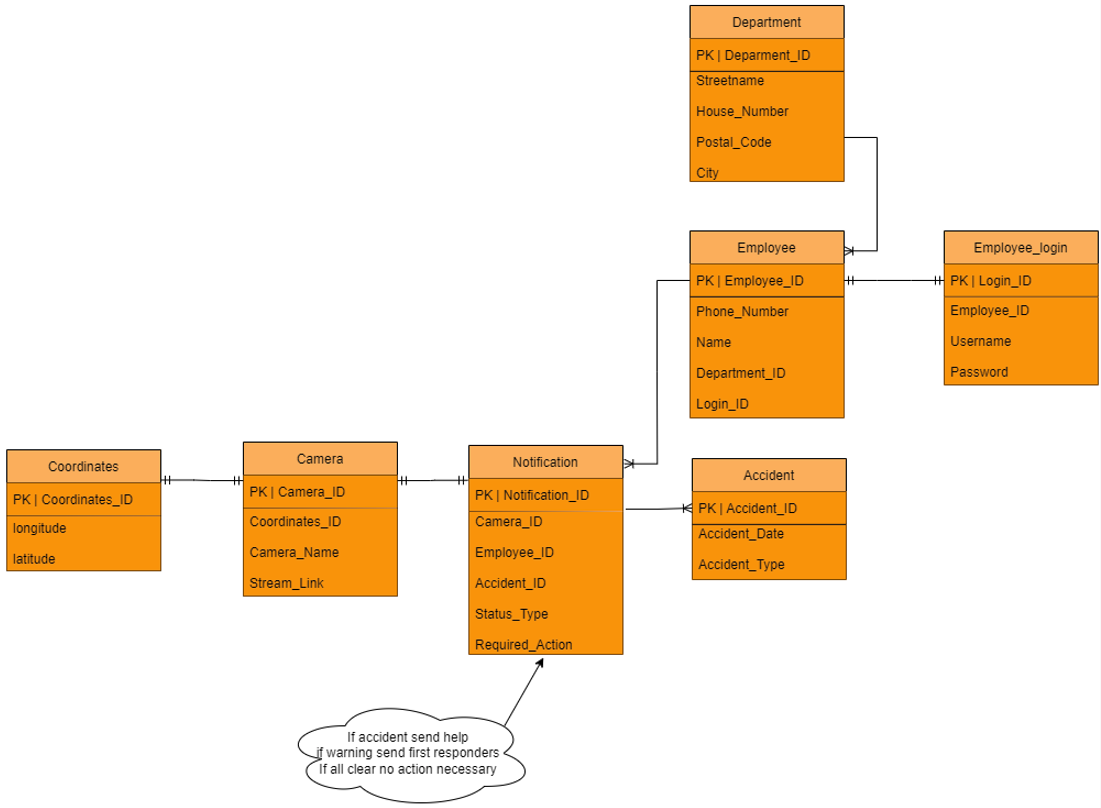 Department
PK | Deparment_ID
Streetname
House_Number
Postal_Code
City
Employee
PK | Employee_ID
Phone_Number
Name
Department_ID
Login_ID
Employee_login
PK | Login_ID
Employee_ID
Username
Password
Coordinates
PK | Coordinates_ID
longitude
latitude
Camera
PK | Camera_ID
Coordinates_ID
Camera_Name
Stream_Link
Notification
PK | Notification_ID
Camera_ID
Employee_ID
Accident_ID
Status_Type
Required_Action
Accident
PK | Accident_ID
Accident_Date
Accident_Type
If accident send help
if warning send first responders
If all clear no action necessary